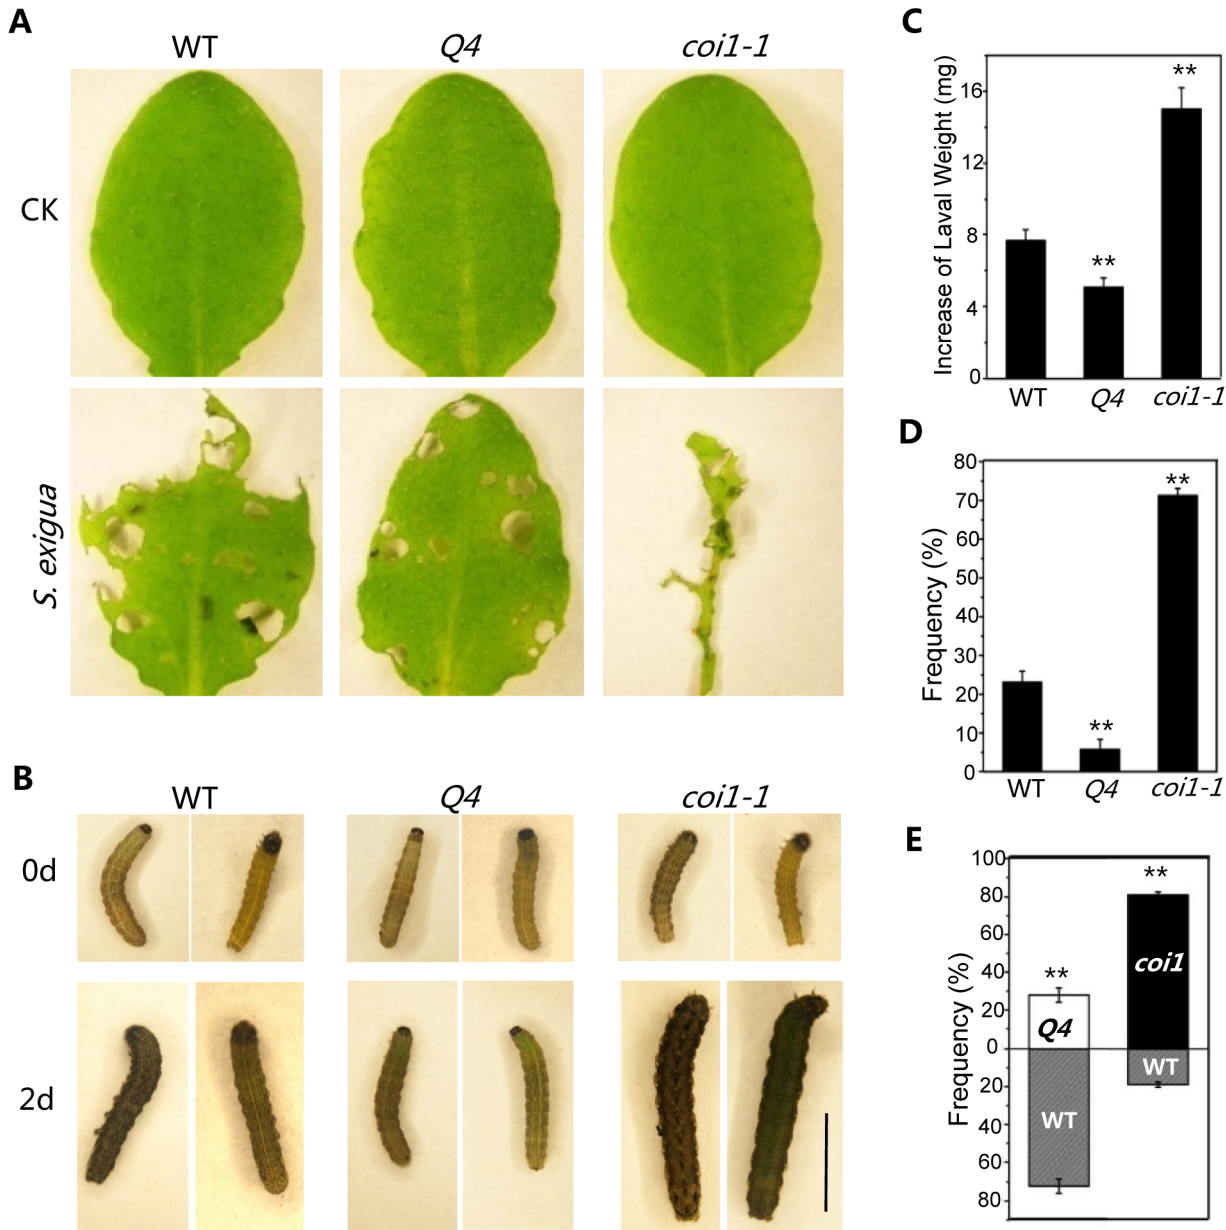 A
WT
Q4
coi1-1
CK
S. exigua
B
WT
Q4
coi1-1
0d
2d
C
Increase of Laval Weight (mg)
16
12
8
4
0
**
**
WT
Q4
coi1-1
D
Frequency (%)
80
70
60
50
40
30
20
10
0
**
**
WT
Q4
coi1-1
E
Frequency (%)
100
80
60
40
20
0
20
40
60
80
**
**
Q4
coi1
WT
WT